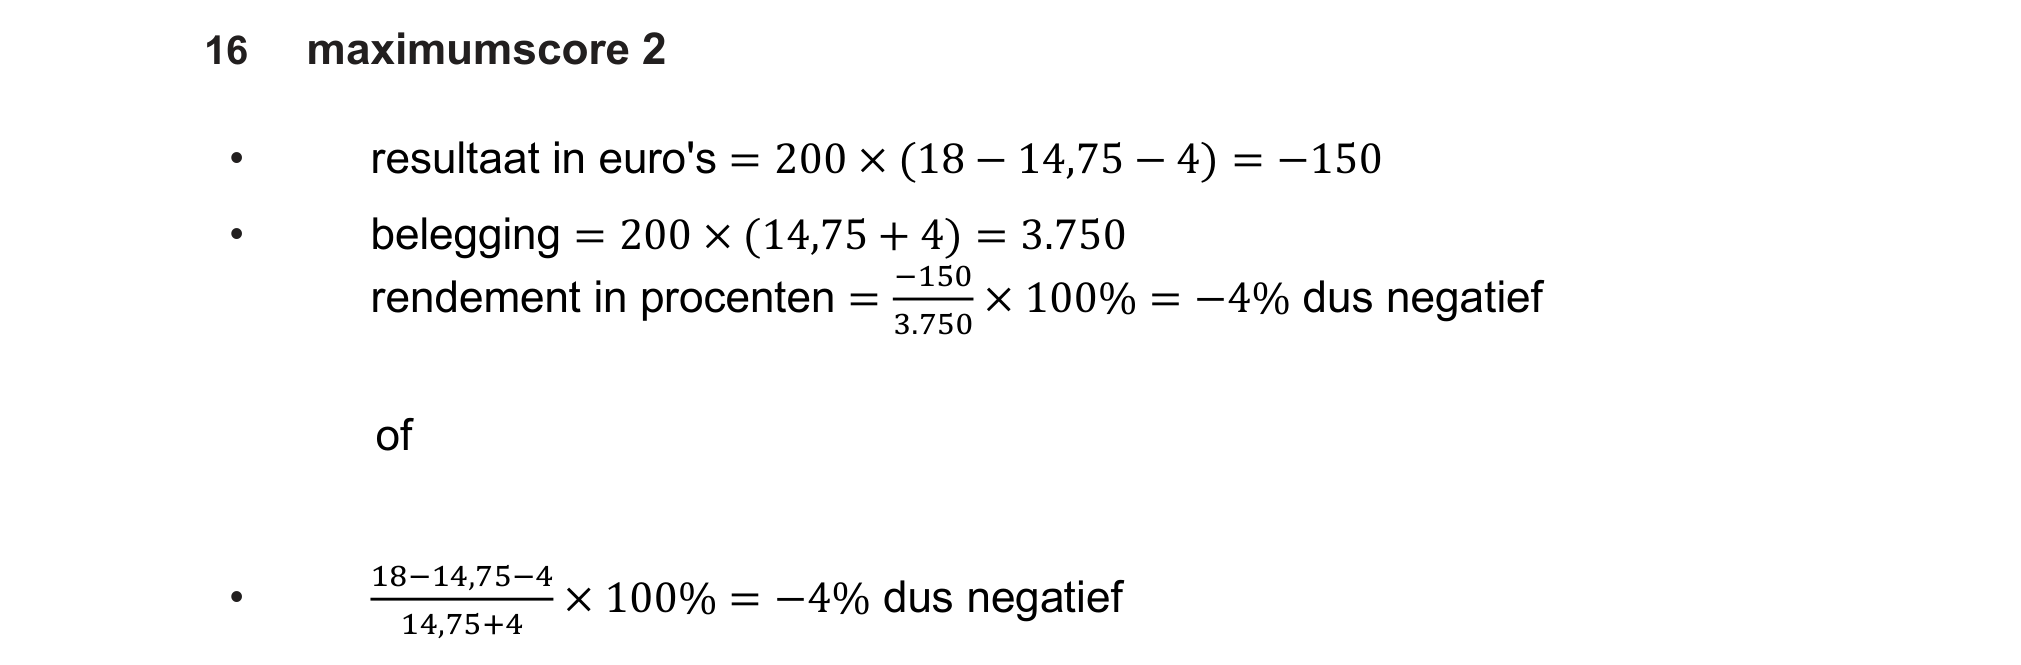 16 maximumscore 2
• resultaat in euro's = 200 × (18 − 14,75 − 4) = −150
• belegging = 200 × (14,75 + 4) = 3.750
rendement in procenten = −150/3.750 × 100% = −4% dus negatief
of
• 18−14,75−4/14,75+4 × 100% = −4% dus negatief